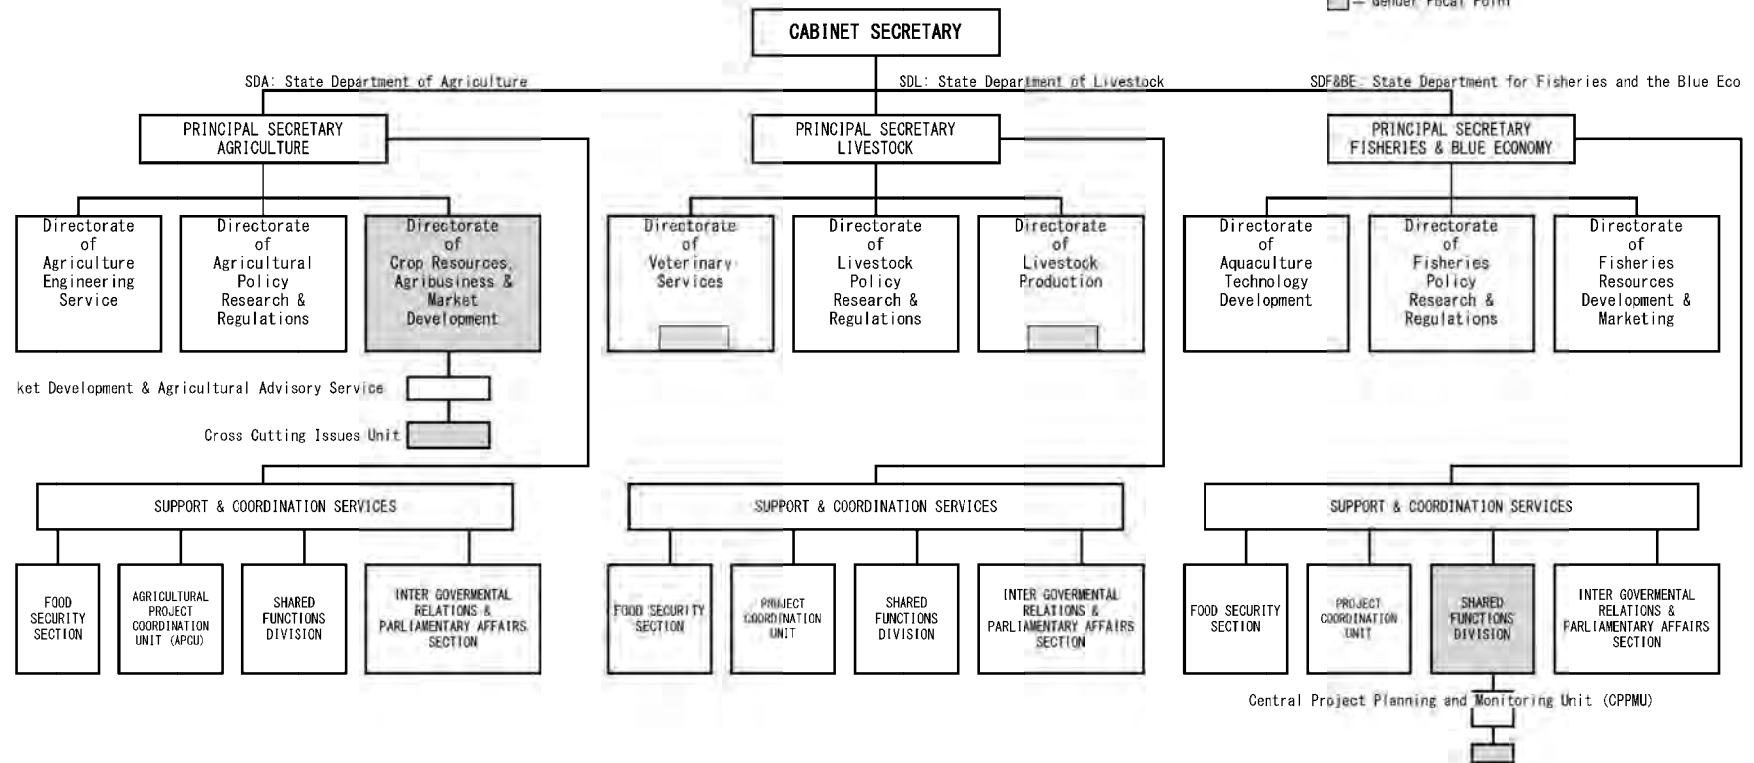 — Gender Focal Point
CABINET SECRETARY
SDA: State Department of Agriculture
SDL: State Department of Livestock
SDF&BE: State Department for Fisheries and the Blue Eco
PRINCIPAL SECRETARY
AGRICULTURE
PRINCIPAL SECRETARY
LIVESTOCK
PRINCIPAL SECRETARY
FISHERIES & BLUE ECONOMY
Directorate
of
Agriculture
Engineering
Service
Directorate
of
Agricultural
Policy
Research &
Regulations
Directorate
of
Crop Resources,
Agribusiness &
Market
Development
Directorate
of
Veterinary
Services
Directorate
of
Livestock
Policy
Research &
Regulations
Directorate
of
Livestock
Production
Directorate
of
Aquaculture
Technology
Development
Directorate
of
Fisheries
Policy
Research &
Regulations
Directorate
of
Fisheries
Resources
Development &
Marketing
ket Development & Agricultural Advisory Service
Cross Cutting Issues Unit
SUPPORT & COORDINATION SERVICES
SUPPORT & COORDINATION SERVICES
SUPPORT & COORDINATION SERVICES
FOOD
SECURITY
SECTION
AGRICULTURAL
PROJECT
COORDINATION
UNIT (APCU)
SHARED
FUNCTIONS
DIVISION
INTER GOVERMENTAL
RELATIONS &
PARLIAMENTARY AFFAIRS
SECTION
FOOD SECURITY
SECTION
PROJECT
COORDINATION
UNIT
SHARED
FUNCTIONS
DIVISION
INTER GOVERMENTAL
RELATIONS &
PARLIAMENTARY AFFAIRS
SECTION
FOOD SECURITY
SECTION
PROJECT
COORDINATION
UNIT
SHARED
FUNCTIONS
DIVISION
INTER GOVERMENTAL
RELATIONS &
PARLIAMENTARY AFFAIRS
SECTION
Central Project Planning and Monitoring Unit (CPPMU)